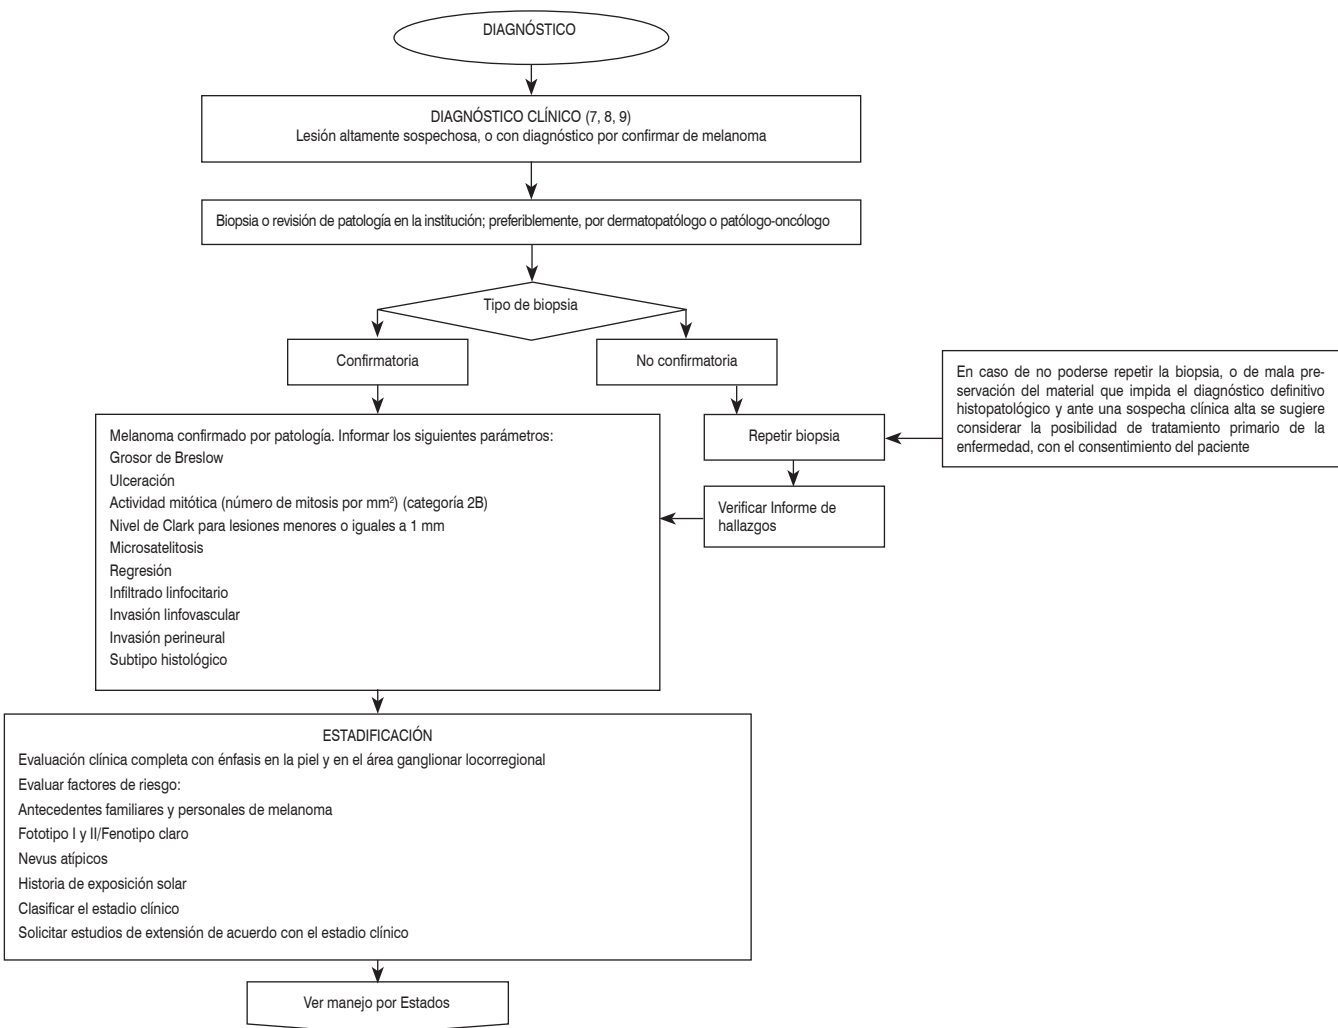 DIAGNÓSTICO
DIAGNÓSTICO CLÍNICO (7, 8, 9)
Lesión altamente sospechosa, o con diagnóstico por confirmar de melanoma
Biopsia o revisión de patología en la institución; preferiblemente, por dermatopatólogo o patólogo-oncólogo
Tipo de biopsia
Confirmatoria
No confirmatoria
En caso de no poderse repetir la biopsia, o de mala pre-
servación del material que impida el diagnóstico definitivo
histopatológico y ante una sospecha clínica alta se sugiere
considerar la posibilidad de tratamiento primario de la
enfermedad, con el consentimiento del paciente
Repetir biopsia
Verificar Informe de
hallazgos
Melanoma confirmado por patología. Informar los siguientes parámetros:
Grosor de Breslow
Ulceración
Actividad mitótica (número de mitosis por mm²) (categoría 2B)
Nivel de Clark para lesiones menores o iguales a 1 mm
Microsatelitosis
Regresión
Infiltrado linfocitario
Invasión linfovascular
Invasión perineural
Subtipo histológico
ESTADIFICACIÓN
Evaluación clínica completa con énfasis en la piel y en el área ganglionar locorregional
Evaluar factores de riesgo:
Antecedentes familiares y personales de melanoma
Fototipo I y II/Fenotipo claro
Nevus atípicos
Historia de exposición solar
Clasificar el estadio clínico
Solicitar estudios de extensión de acuerdo con el estadio clínico
Ver manejo por Estados